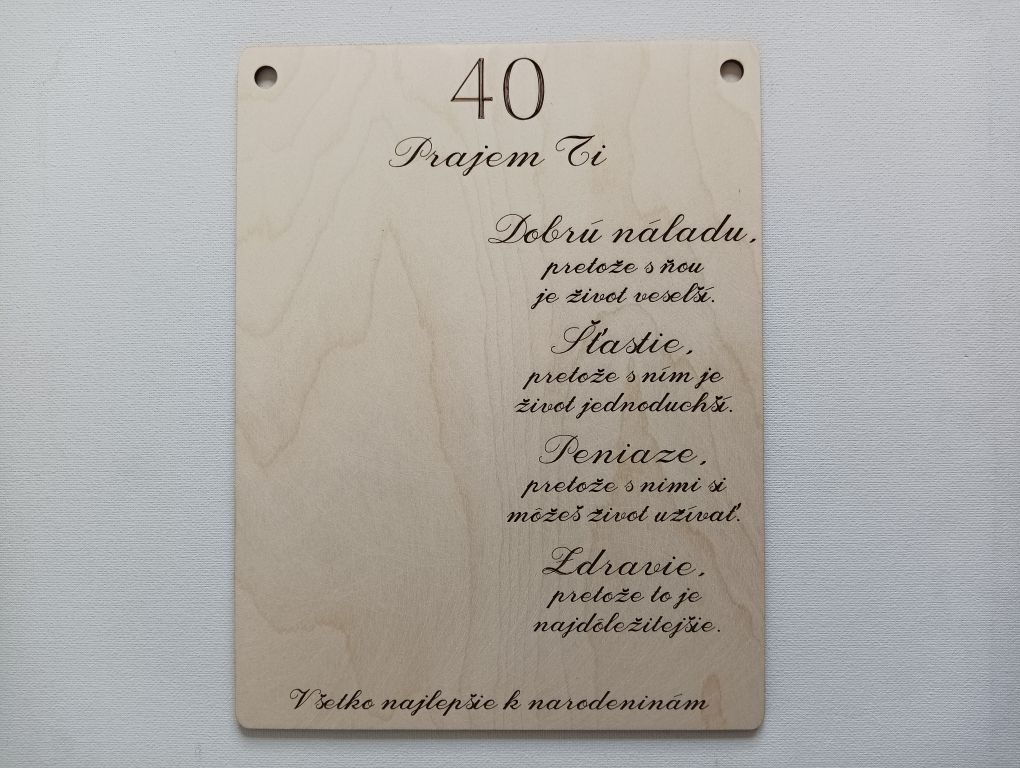 40
Prajem Ti
Dobrú náladu,
pretože s ňou
je život veselší.
Šťastie,
pretože s ním je
život jednoduchší.
Peniaze,
pretože s nimi si
môžeš život užívať.
Zdravie,
pretože to je
najdôležitejšie.
Všetko najlepšie k narodeninám